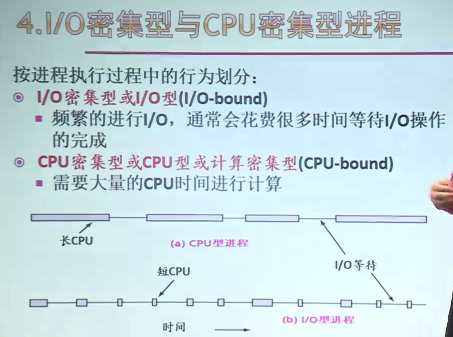 4.I/O密集型与CPU密集型进程
按进程执行过程中的行为划分：
I/O密集型或I/O型(I/O-bound)
频繁的进行I/O，通常会花费很多时间等待I/O操作
的完成
CPU密集型或CPU型或计算密集型(CPU-bound)
需要大量的CPU时间进行计算
长CPU
(a) CPU型进程
I/O等待
短CPU
(b) I/O型进程
时间